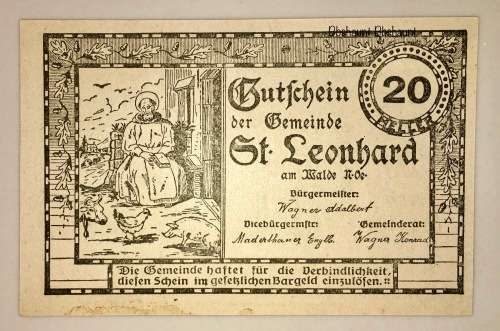 Gutschein
der Gemeinde
St. Leonhard
am Walde N-Oe-
20
HELLER
Bürgermeister:
Wagner Adalbert
Vicebürgermstr: Gemeinderat:
Maderthaner Wagner Konrad
Die Gemeinde haftet für die Verbindlichkeit,
diesen Schein im gesetzlichen Bargeld einzulösen.